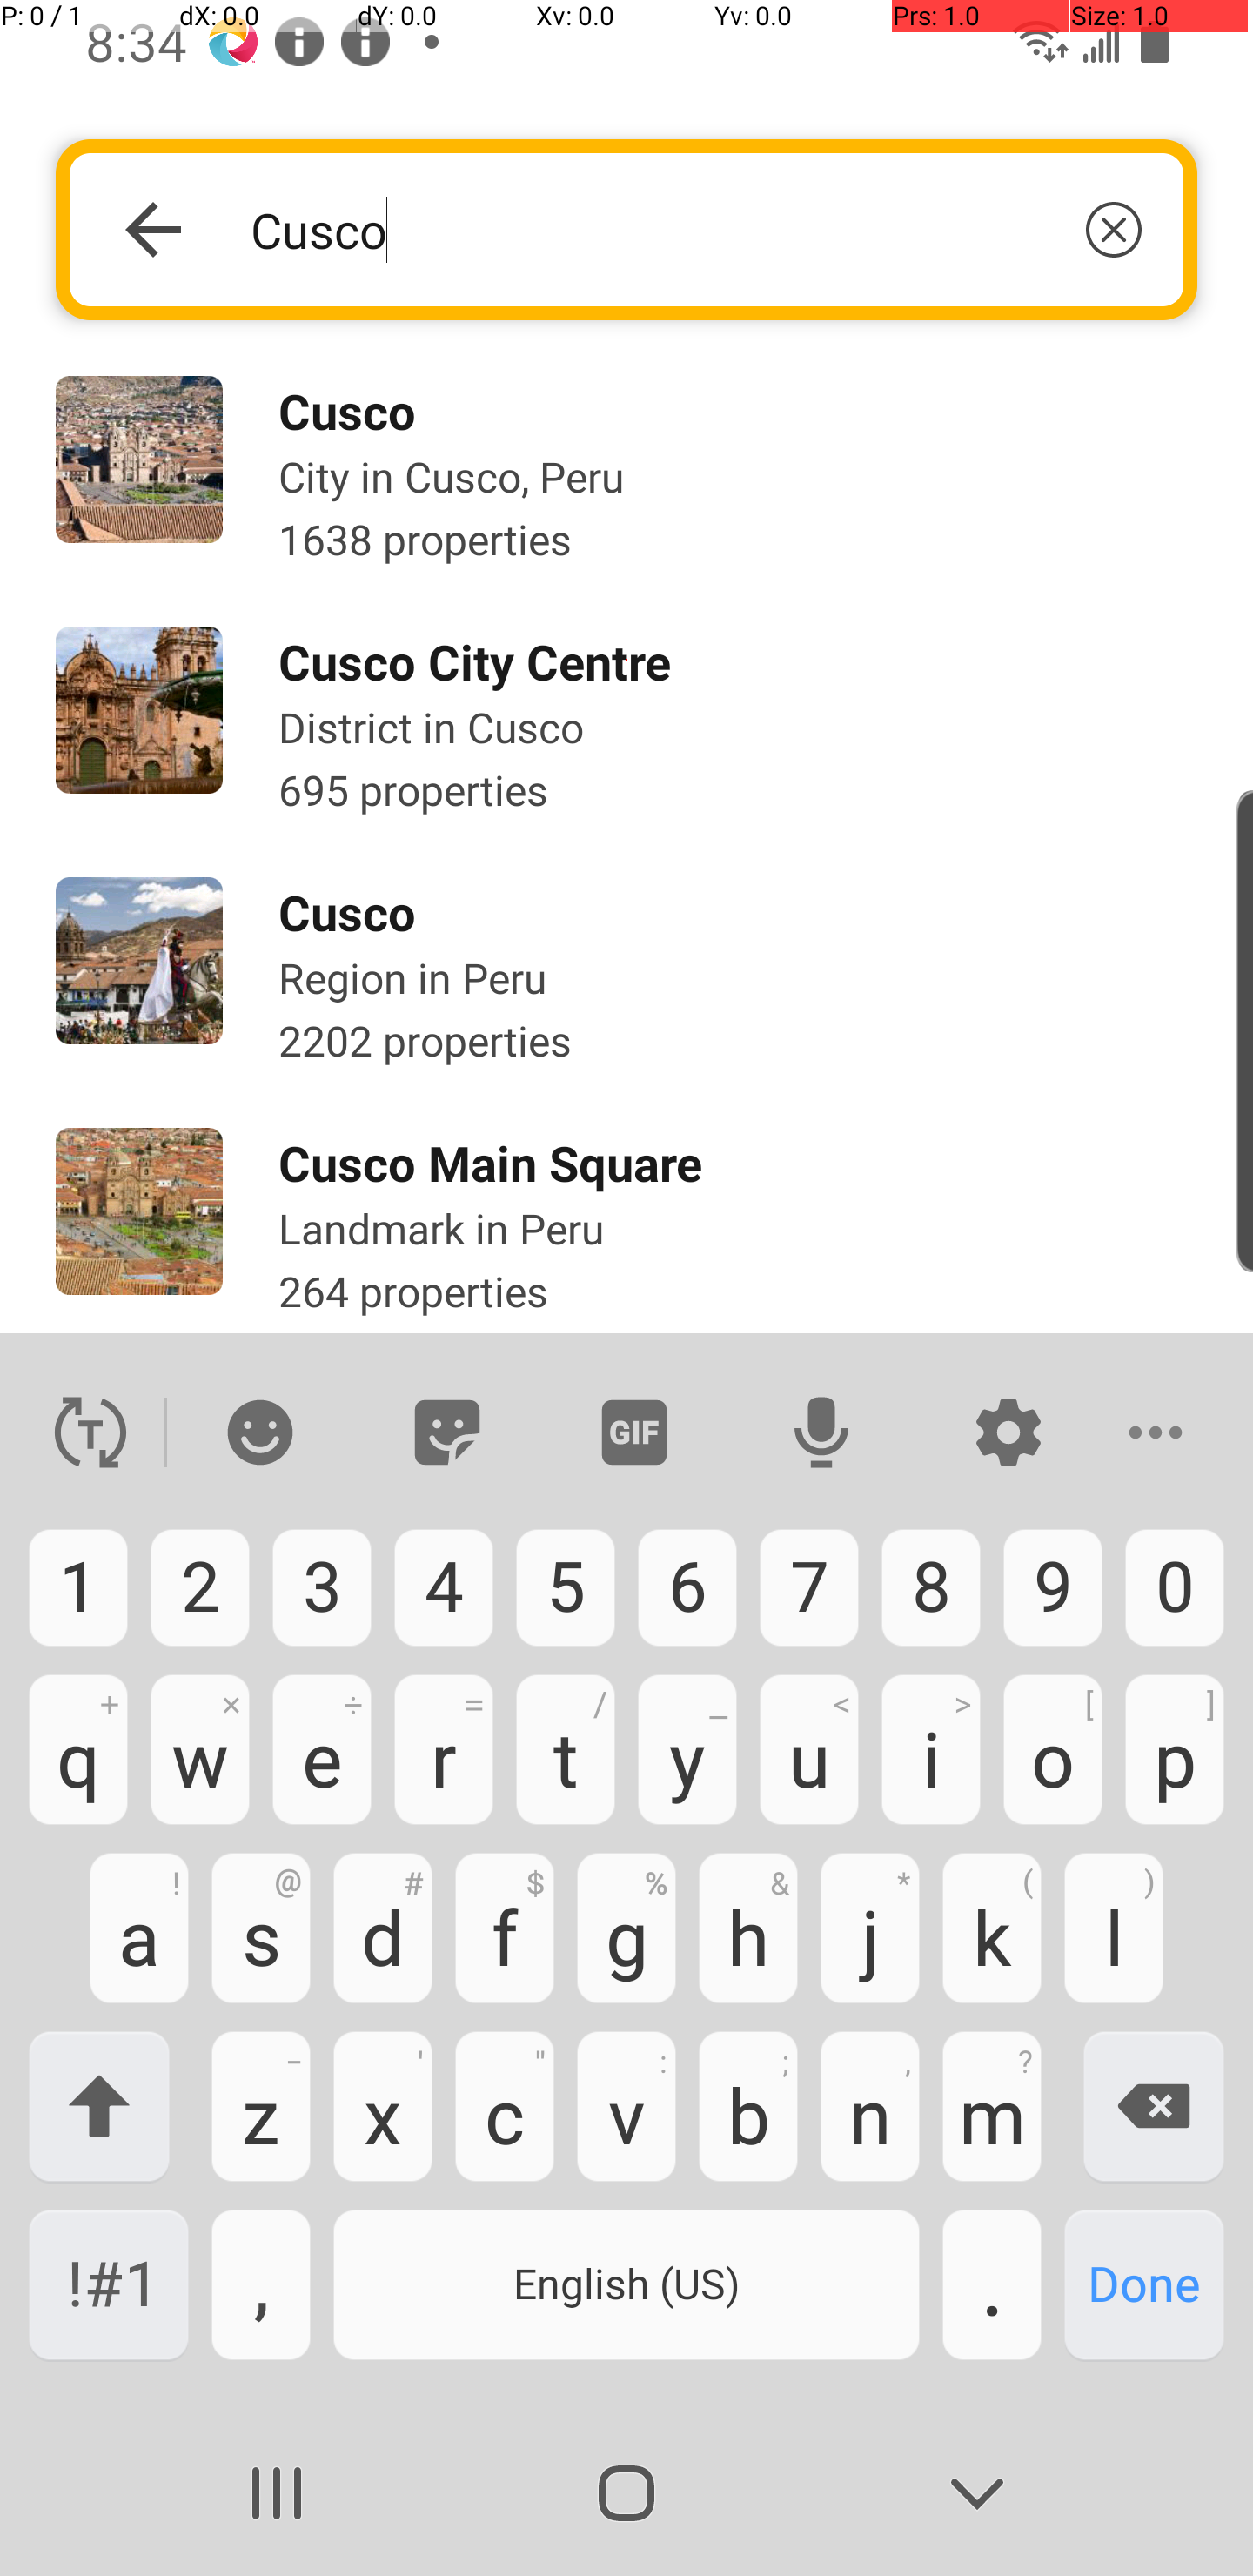 P: 0 / 1 dX: 0.0 dY: 0.0 Xv: 0.0 Yv: 0.0 Prs: 1.0 Size: 1.0
8:34
Cusco
Cusco
City in Cusco, Peru
1638 properties
Cusco City Centre
District in Cusco
695 properties
Cusco
Region in Peru
2202 properties
Cusco Main Square
Landmark in Peru
264 properties
T GIF
1 2 3 4 5 6 7 8 9 0
+ × ÷ = / _ < > [ ]
q w e r t y u i o p
! @ # $ % & * ( )
a s d f g h j k l
- ' " : ; , ?
z x c v b n m
!#1 , English (US) . Done